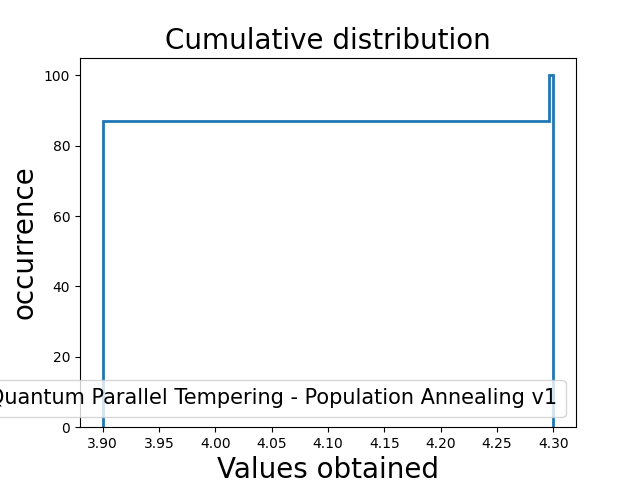 Cumulative distribution
occurrence
100
80
60
40
20
0
Quantum Parallel Tempering - Population Annealing v1
3.90 3.95 4.00 4.05 4.10 4.15 4.20 4.25 4.30
Values obtained